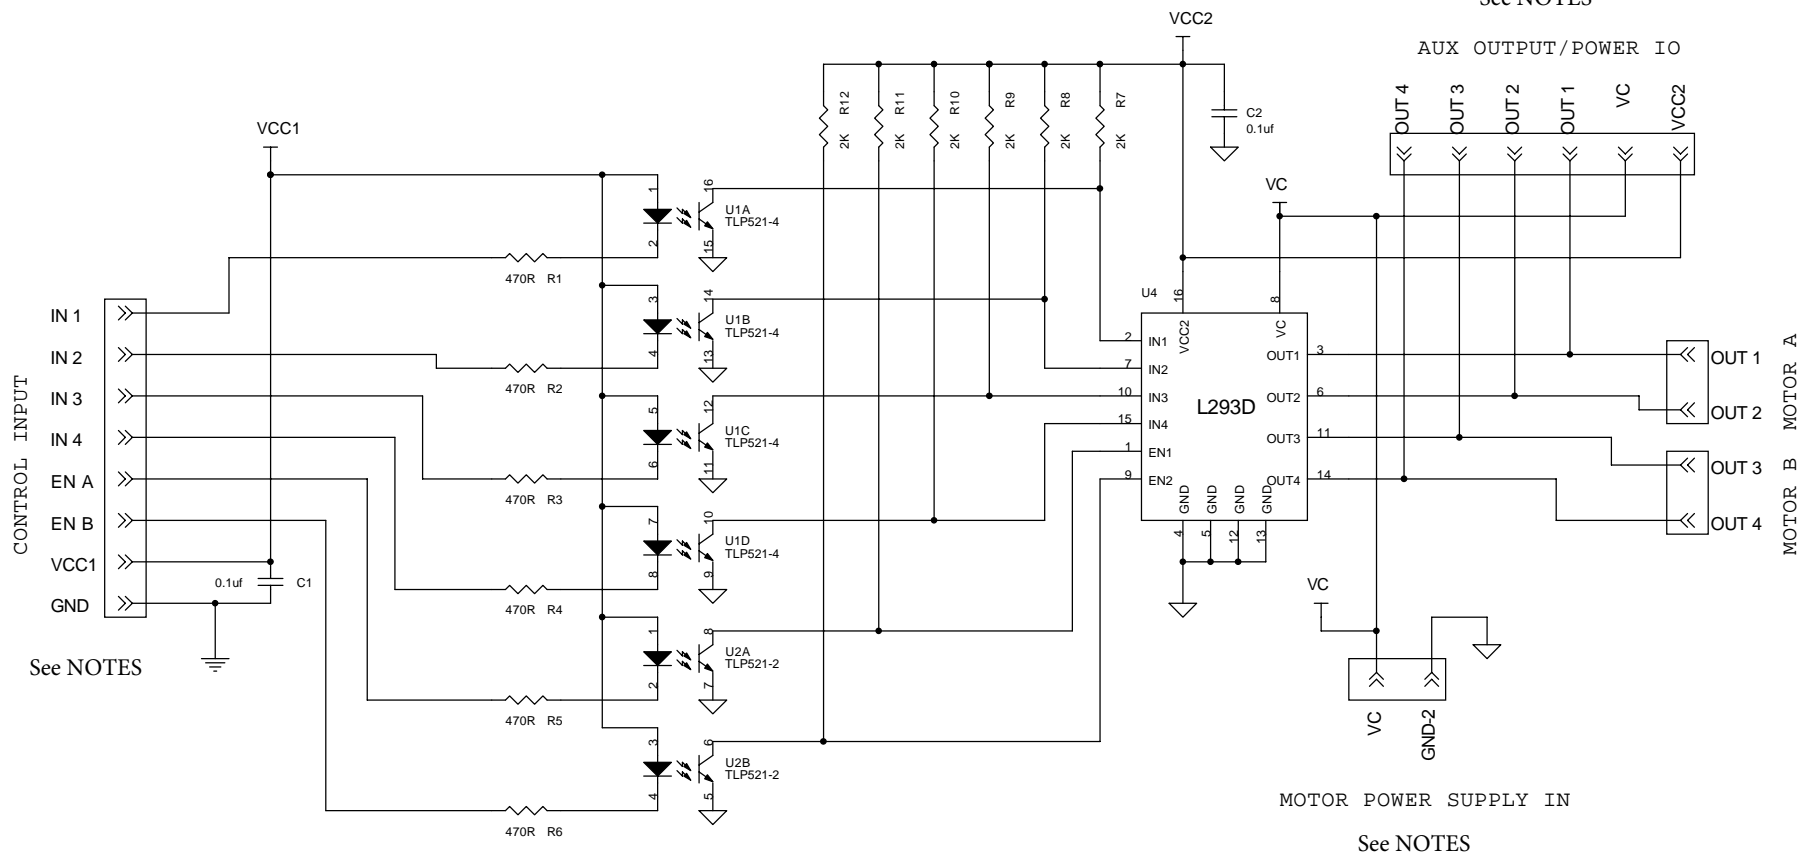 See NOTES
AUX OUTPUT/POWER IO
OUT 4
OUT 3
OUT 2
OUT 1
VC
VCC2
VCC2
R12
2K
R11
2K
R10
2K
R9
2K
R8
2K
R7
2K
C2
0.1uf
VCC1
VC
1
2
16
15
U1A
TLP521-4
470R R1
3
4
14
13
U1B
TLP521-4
470R R2
5
6
12
11
U1C
TLP521-4
470R R3
7
8
10
9
U1D
TLP521-4
470R R4
1
2
8
7
U2A
TLP521-2
470R R5
3
4
6
5
U2B
TLP521-2
470R R6
CONTROL INPUT
IN 1
IN 2
IN 3
IN 4
EN A
EN B
VCC1
GND
0.1uf C1
See NOTES
U4
16
8
VCC2
VC
2 IN1
7 IN2
10 IN3
15 IN4
1 EN1
9 EN2
L293D
OUT1 3
OUT2 6
OUT3 11
OUT4 14
GND
GND
GND
GND
4
5
12
13
OUT 1
OUT 2
MOTOR A
OUT 3
OUT 4
MOTOR B
VC
VC
GND-2
MOTOR POWER SUPPLY IN
See NOTES